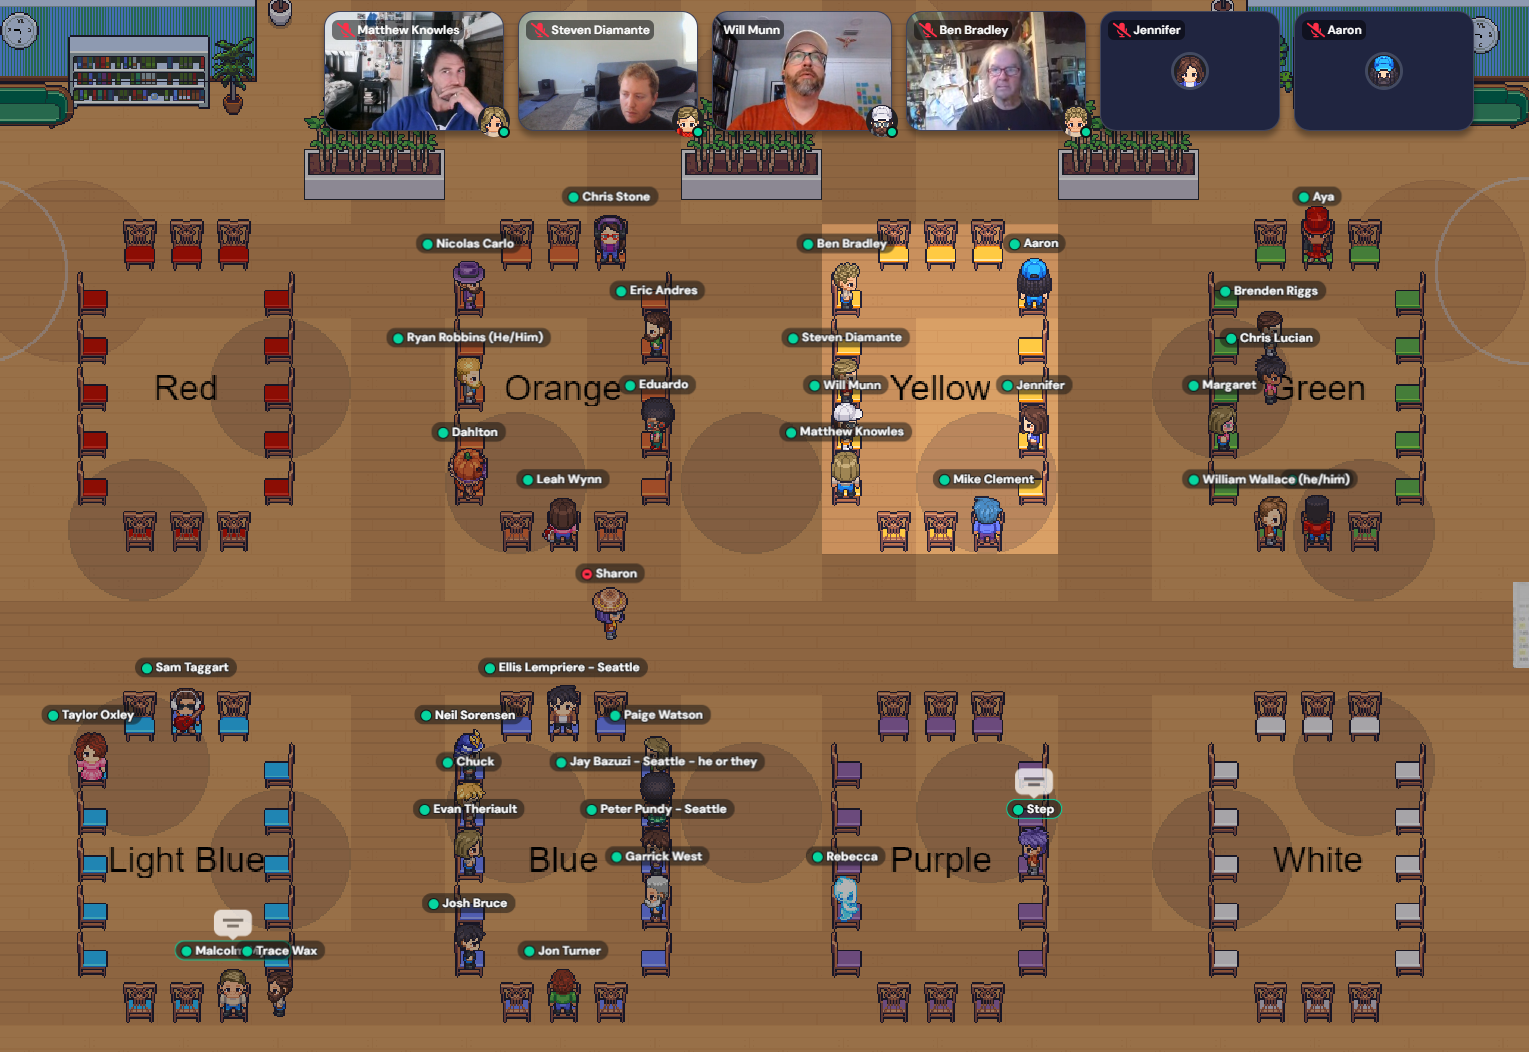 Matthew Knowles
Steven Diamante
Will Munn
Ben Bradley
Jennifer
Aaron
Chris Stone
Aya
Nicolas Carlo
Ben Bradley
Aaron
Eric Andres
Brenden Riggs
Ryan Robbins (He/Him)
Steven Diamante
Chris Lucian
Red
Orange
Eduardo
Will Munn
Yellow
Jennifer
Margaret
Green
Dahlton
Matthew Knowles
Leah Wynn
Mike Clement
William Wallace (he/him)
Sharon
Sam Taggart
Ellis Lempriere - Seattle
Taylor Oxley
Neil Sorensen
Paige Watson
Chuck
Jay Bazuzi - Seattle - he or they
Evan Theriault
Peter Pundy - Seattle
Step
Light Blue
Blue
Garrick West
Rebecca
Purple
White
Josh Bruce
Trace Wax
Jon Turner